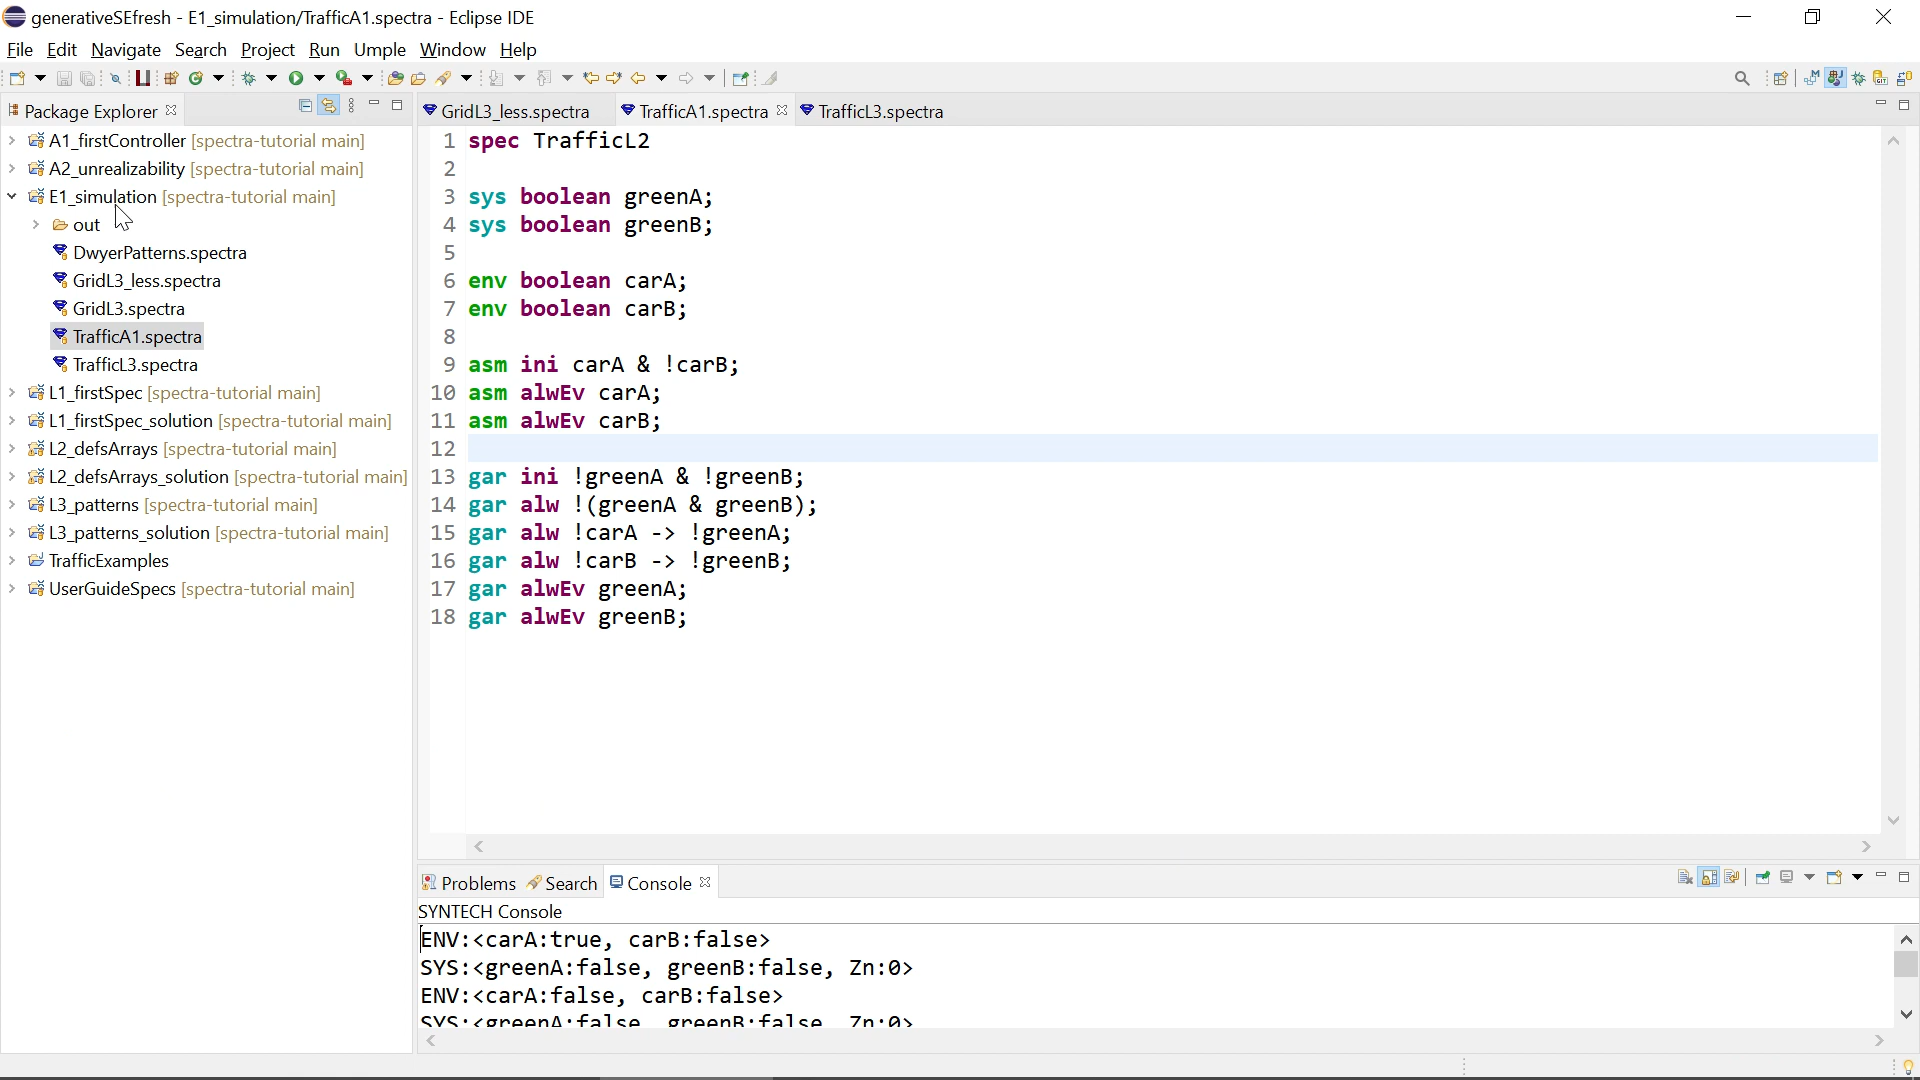 generativeSEfresh - E1_simulation/TrafficA1.spectra - Eclipse IDE
File Edit Navigate Search Project Run Umple Window Help
Package Explorer
A1_firstController [spectra-tutorial main]
A2_unrealizability [spectra-tutorial main]
E1_simulation [spectra-tutorial main]
out
DwyerPatterns.spectra
GridL3_less.spectra
GridL3.spectra
TrafficA1.spectra
TrafficL3.spectra
L1_firstSpec [spectra-tutorial main]
L1_firstSpec_solution [spectra-tutorial main]
L2_defsArrays [spectra-tutorial main]
L2_defsArrays_solution [spectra-tutorial main]
L3_patterns [spectra-tutorial main]
L3_patterns_solution [spectra-tutorial main]
TrafficExamples
UserGuideSpecs [spectra-tutorial main]
GridL3_less.spectra TrafficA1.spectra TrafficL3.spectra
1 spec TrafficL2
2
3 sys boolean greenA;
4 sys boolean greenB;
5
6 env boolean carA;
7 env boolean carB;
8
9 asm ini carA & !carB;
10 asm alwEv carA;
11 asm alwEv carB;
12
13 gar ini !greenA & !greenB;
14 gar alw !(greenA & greenB);
15 gar alw !carA -> !greenA;
16 gar alw !carB -> !greenB;
17 gar alwEv greenA;
18 gar alwEv greenB;
Problems Search Console
SYNTECH Console
ENV:<carA:true, carB:false>
SYS:<greenA:false, greenB:false, Zn:0>
ENV:<carA:false, carB:false>
SYS:<greenA:false, greenB:false, Zn:0>